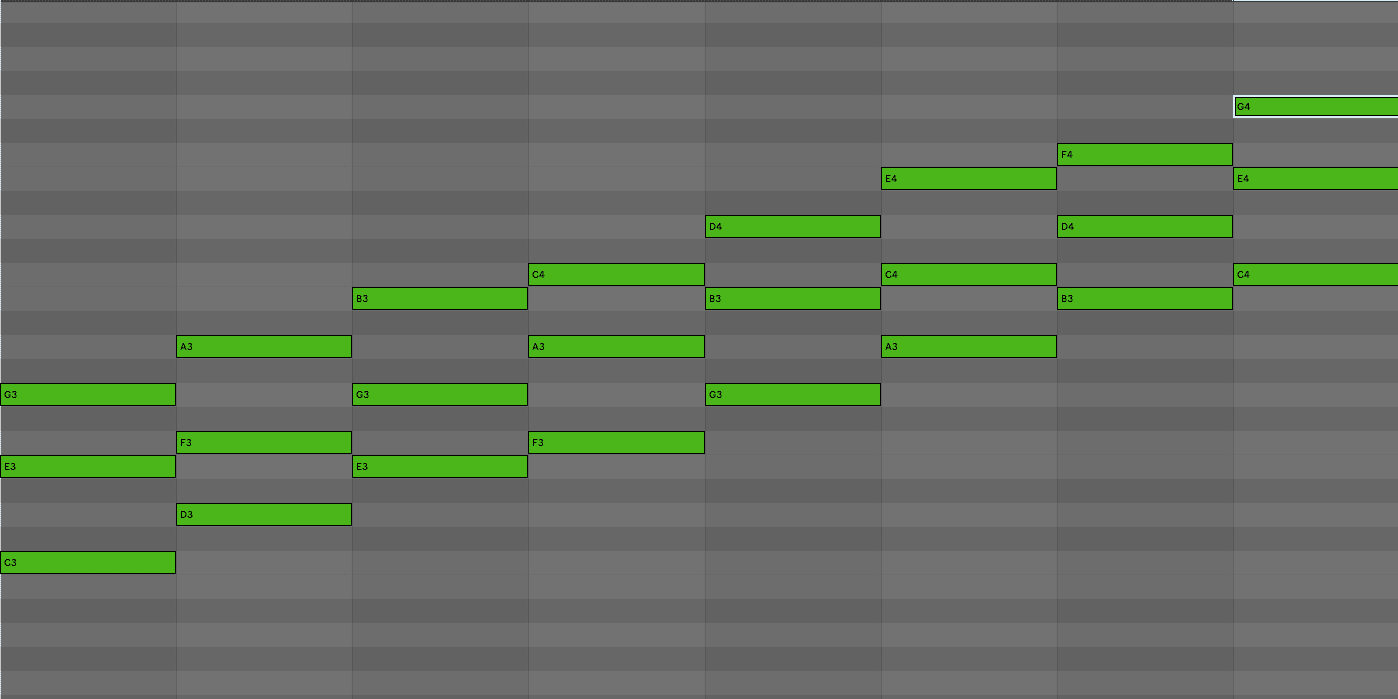 G4
F4
E4 E4
D4 D4
C4 C4 C4
B3 B3 B3
A3 A3 A3
G3 G3 G3
F3 F3
E3 E3
D3
C3